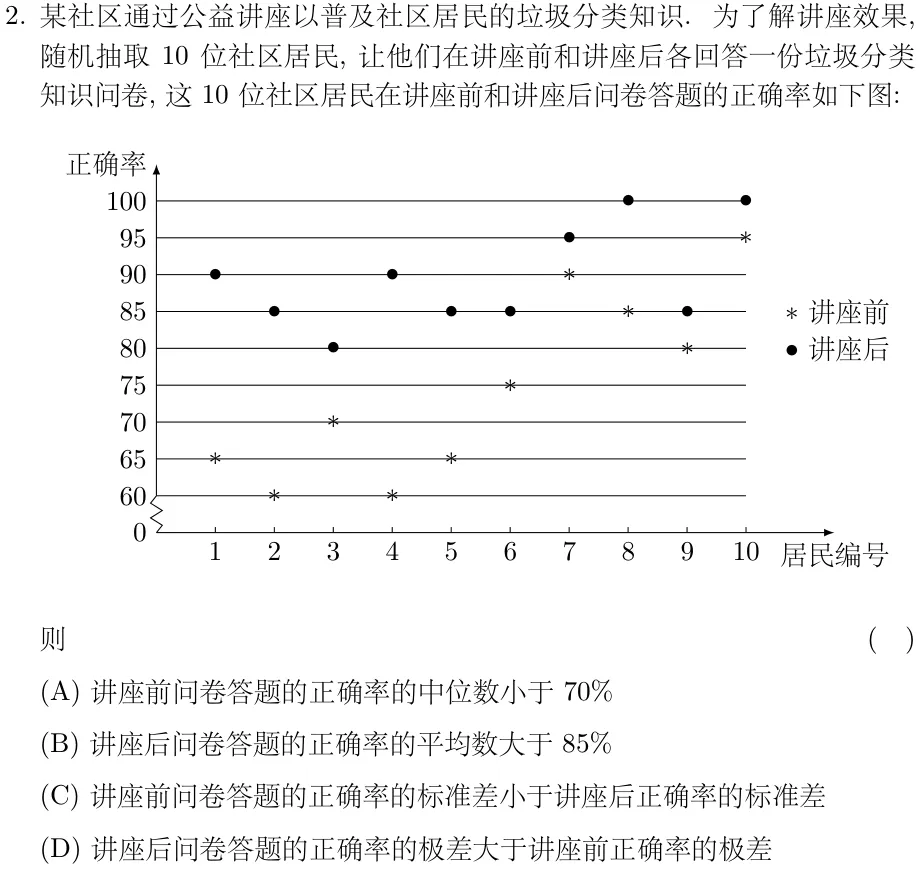 2. 某社区通过公益讲座以普及社区居民的垃圾分类知识. 为了解讲座效果,
随机抽取 10 位社区居民, 让他们在讲座前和讲座后各回答一份垃圾分类
知识问卷, 这 10 位社区居民在讲座前和讲座后问卷答题的正确率如下图:
正确率
100
95
90
85
80
75
70
65
60
0
1 2 3 4 5 6 7 8 9 10 居民编号
* 讲座前
● 讲座后
则 ( )
(A) 讲座前问卷答题的正确率的中位数小于 70%
(B) 讲座后问卷答题的正确率的平均数大于 85%
(C) 讲座前问卷答题的正确率的标准差小于讲座后正确率的标准差
(D) 讲座后问卷答题的正确率的极差大于讲座前正确率的极差